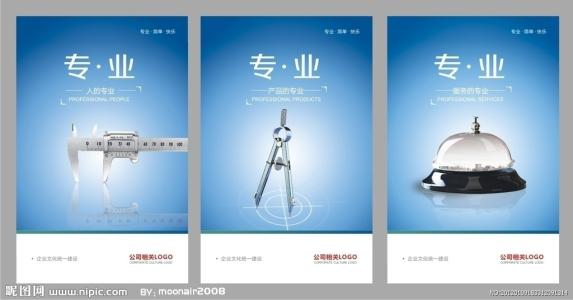 专业 · 简单 · 快乐
专·业
人的专业
PROFESSIONAL PEOPLE
企业文化统一建设
公司相关LOGO
CORPORATE CULTURE LOGO
专业 · 简单 · 快乐
专·业
产品的专业
PROFESSIONAL PRODUCTS
企业文化统一建设
公司相关LOGO
CORPORATE CULTURE LOGO
专业 · 简单 · 快乐
专·业
服务的专业
PROFESSIONAL SERVICES
企业文化统一建设
公司相关LOGO
CORPORATE CULTURE LOGO
昵图网 www.nipic.com BY: moonair2008